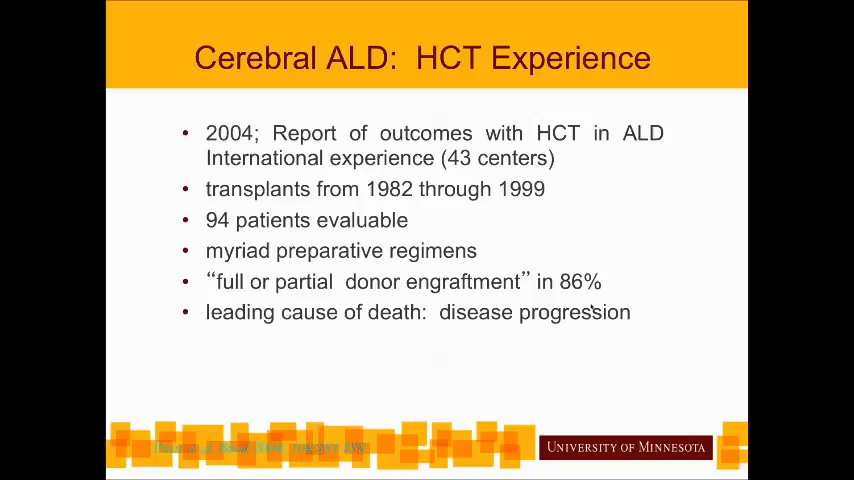 Cerebral ALD: HCT Experience
• 2004; Report of outcomes with HCT in ALD
International experience (43 centers)
• transplants from 1982 through 1999
• 94 patients evaluable
• myriad preparative regimens
• “full or partial donor engraftment” in 86%
• leading cause of death: disease progression
Blood 2004,
UNIVERSITY OF MINNESOTA